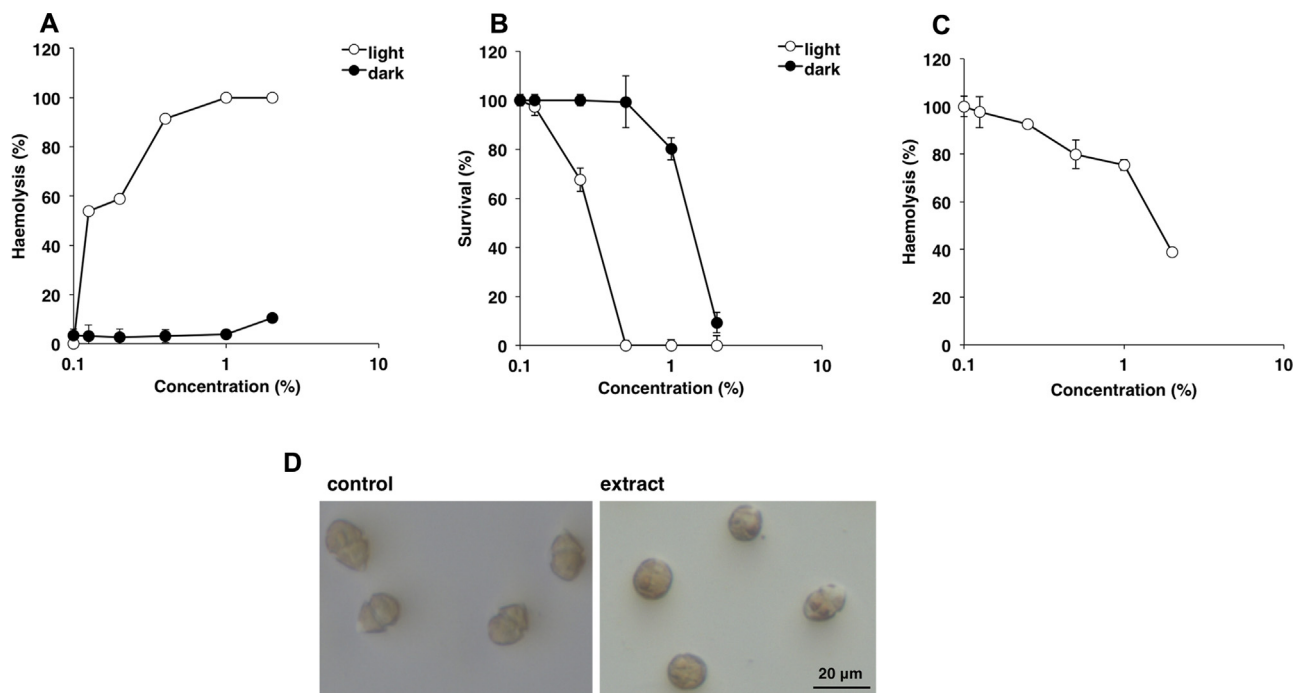 A
120
100
80
60
40
20
0
Haemolysis (%)
0.1 1 10
Concentration (%)
light
dark
B
120
100
80
60
40
20
0
Survival (%)
0.1 1 10
Concentration (%)
light
dark
C
120
100
80
60
40
20
0
Haemolysis (%)
0.1 1 10
Concentration (%)
D
control
extract
20 µm